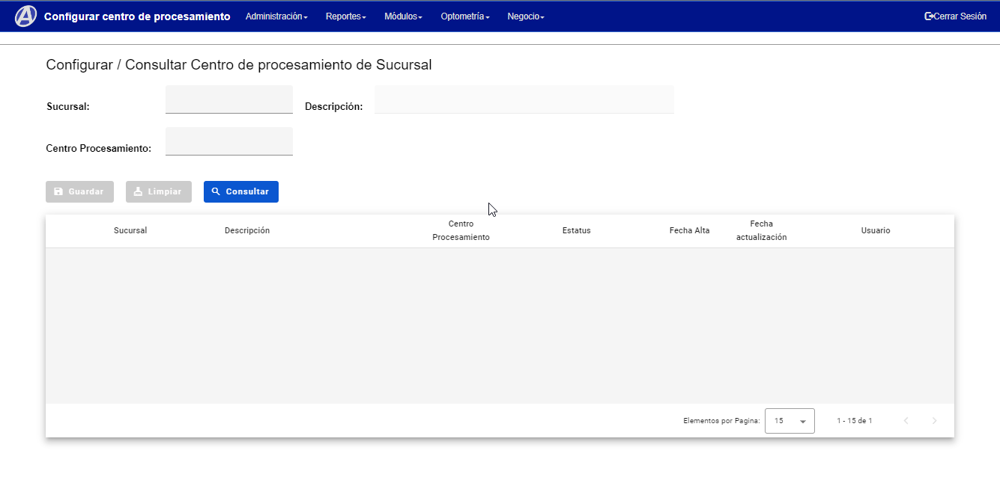 Configurar centro de procesamiento Administración Reportes Módulos Optometría Negocio Cerrar Sesión
Configurar / Consultar Centro de procesamiento de Sucursal
Sucursal: Descripción:
Centro Procesamiento:
Guardar Limpiar Consultar
Sucursal Descripción Centro Procesamiento Estatus Fecha Alta Fecha actualización Usuario
Elementos por Pagina: 15 1 - 15 de 1